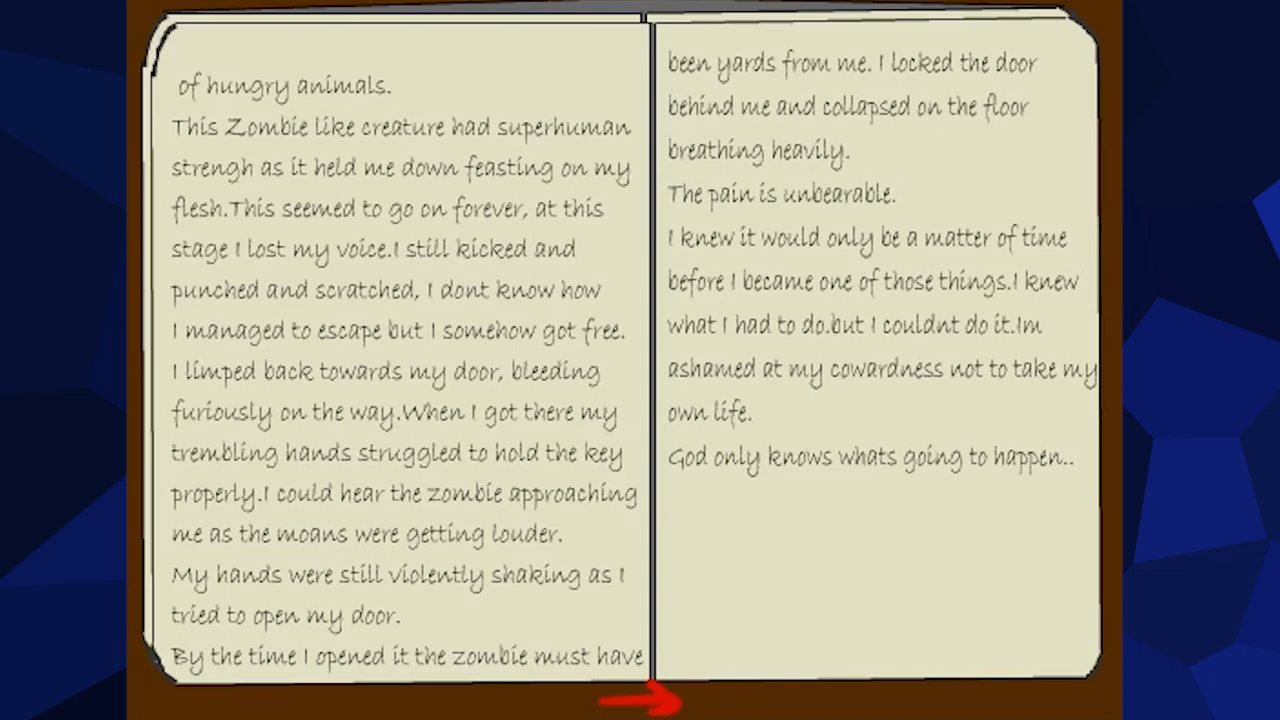 of hungry animals.
This Zombie like creature had superhuman
strengh as it held me down feasting on my
flesh.This seemed to go on forever, at this
stage I lost my voice.I still kicked and
punched and scratched, I dont know how
I managed to escape but I somehow got free.
I limped back towards my door, bleeding
furiously on the way.When I got there my
trembling hands struggled to hold the key
properly.I could hear the zombie approaching
me as the moans were getting louder.
My hands were still violently shaking as I
tried to open my door.
By the time I opened it the zombie must have
been yards from me. I locked the door
behind me and collapsed on the floor
breathing heavily.
The pain is unbearable.
I knew it would only be a matter of time
before I became one of those things.I knew
what I had to do.but I couldnt do it.Im
ashamed at my cowardness not to take my
own life.
God only knows whats going to happen..